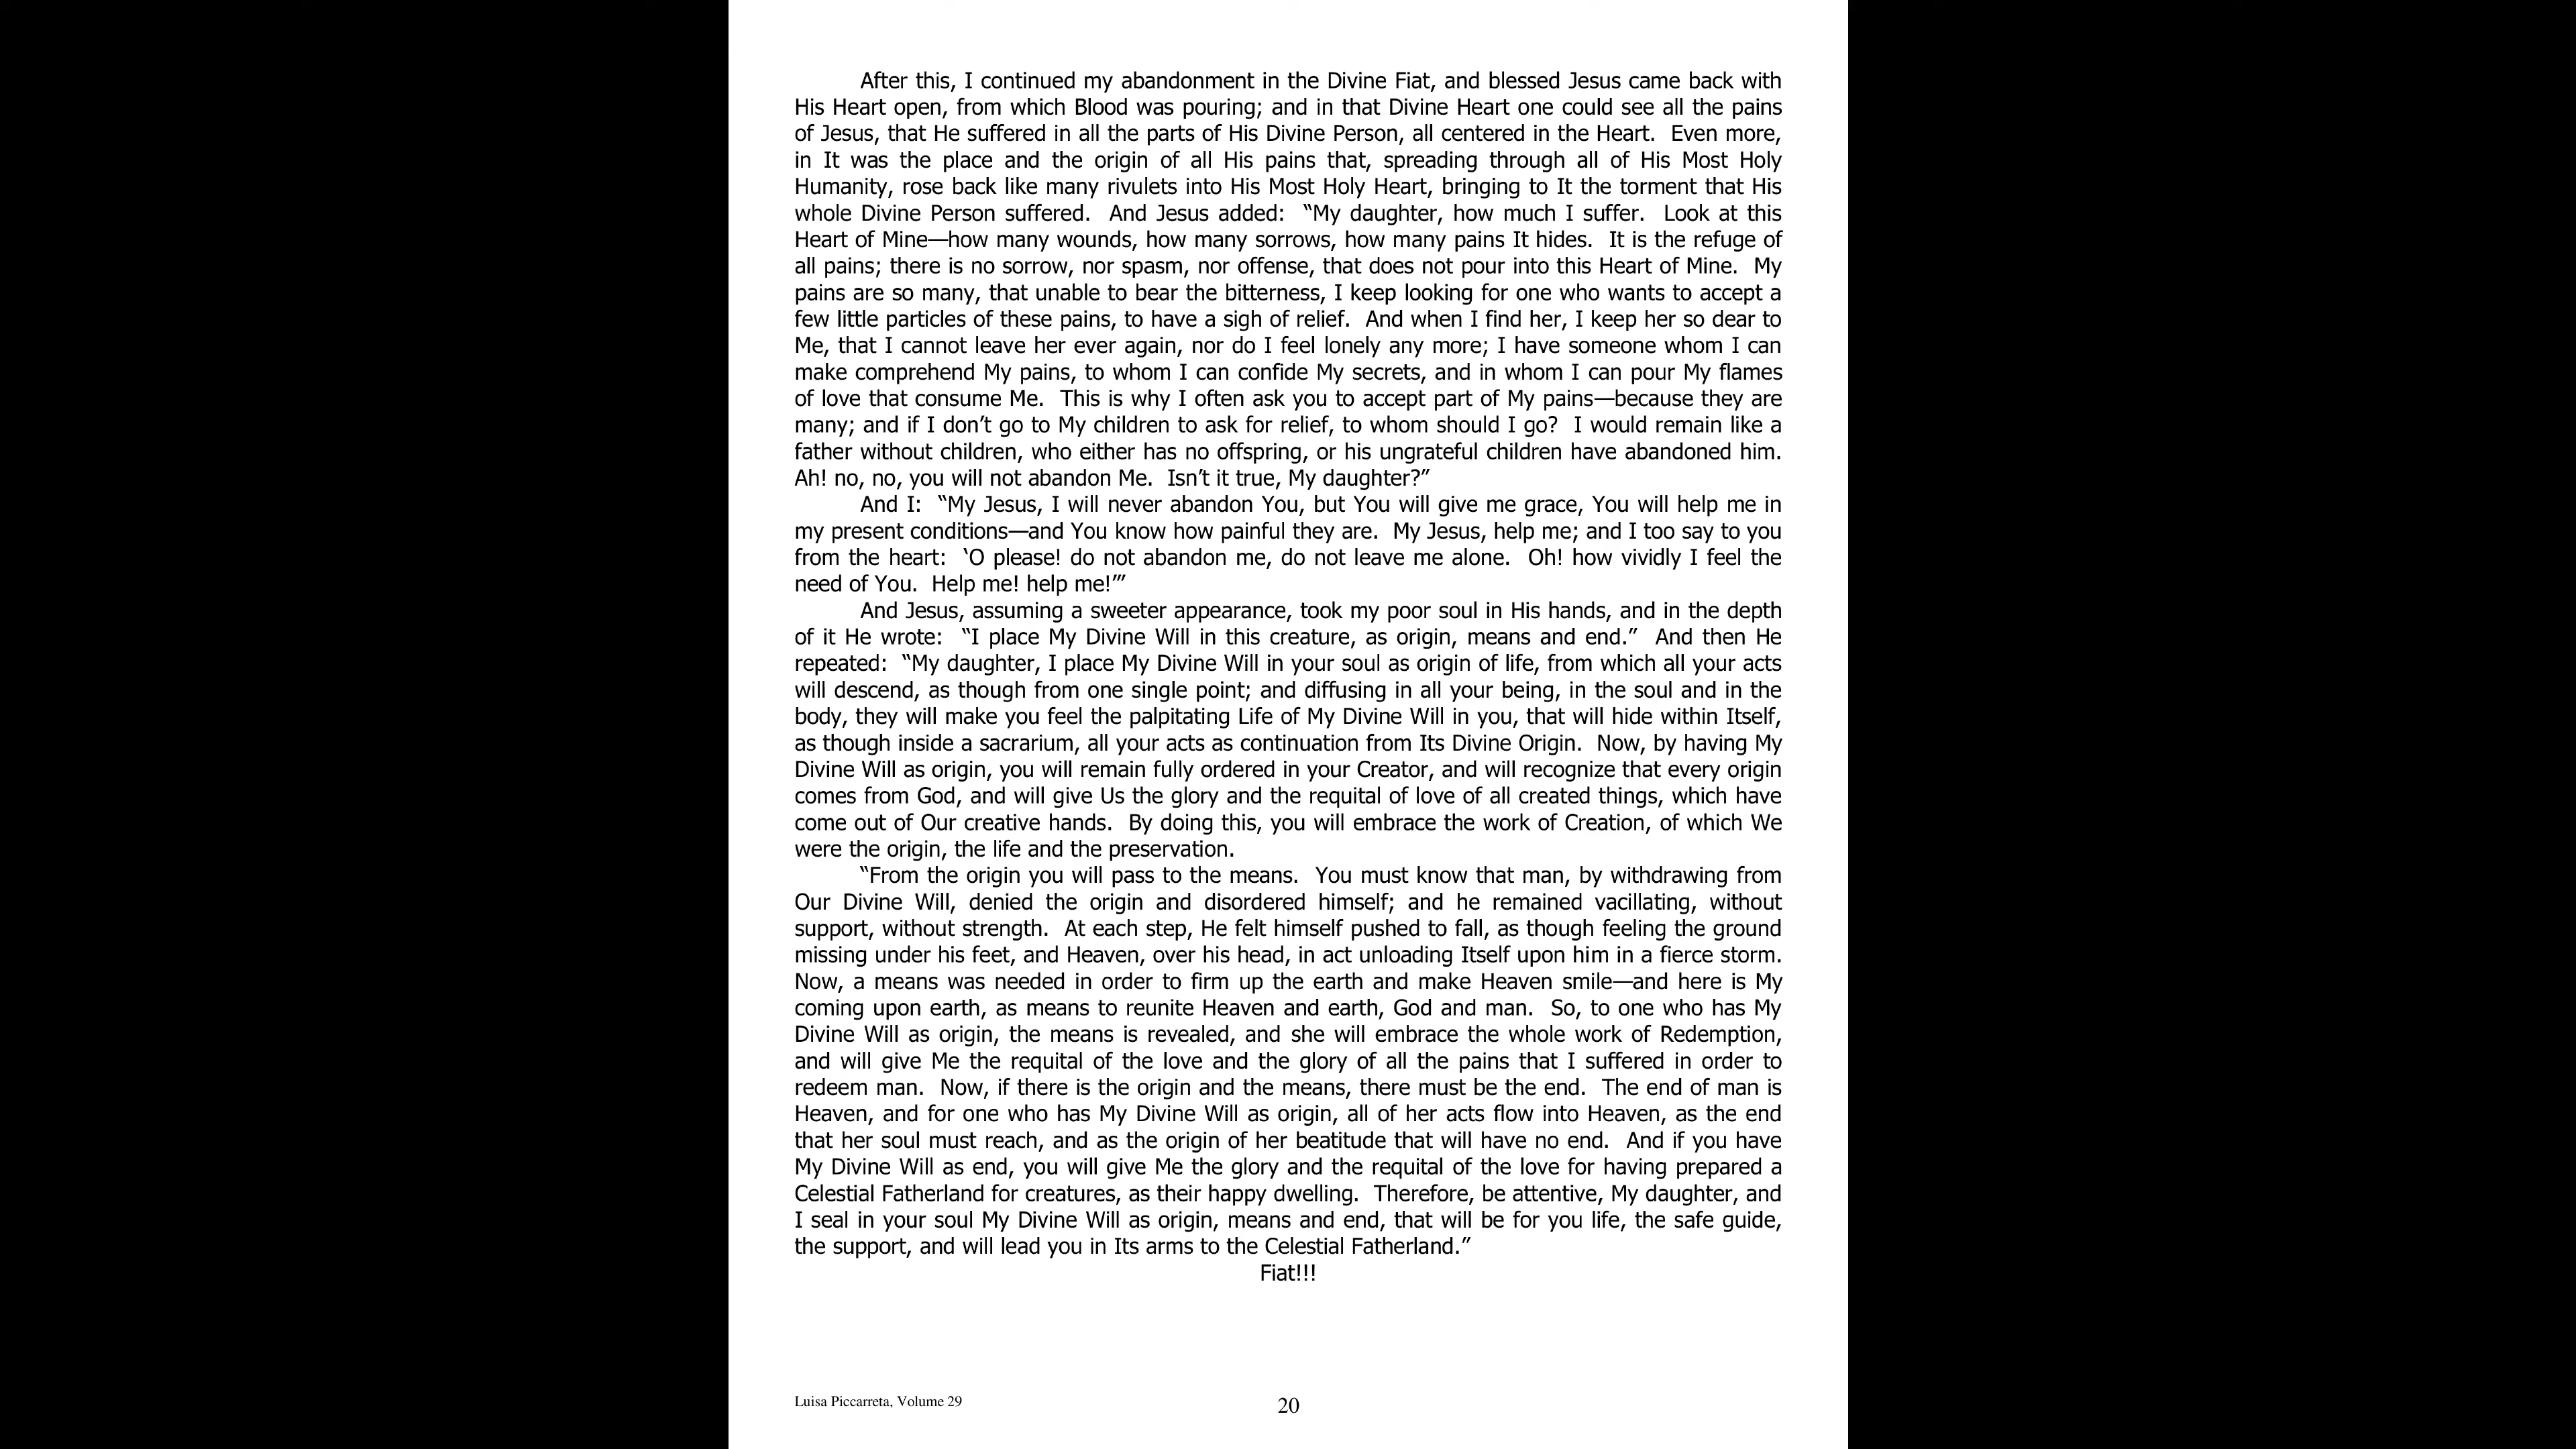 After this, I continued my abandonment in the Divine Fiat, and blessed Jesus came back with
His Heart open, from which Blood was pouring; and in that Divine Heart one could see all the pains
of Jesus, that He suffered in all the parts of His Divine Person, all centered in the Heart.  Even more,
in It was the place and the origin of all His pains that, spreading through all of His Most Holy
Humanity, rose back like many rivulets into His Most Holy Heart, bringing to It the torment that His
whole Divine Person suffered.  And Jesus added:  “My daughter, how much I suffer.  Look at this
Heart of Mine—how many wounds, how many sorrows, how many pains It hides.  It is the refuge of
all pains; there is no sorrow, nor spasm, nor offense, that does not pour into this Heart of Mine.  My
pains are so many, that unable to bear the bitterness, I keep looking for one who wants to accept a
few little particles of these pains, to have a sigh of relief.  And when I find her, I keep her so dear to
Me, that I cannot leave her ever again, nor do I feel lonely any more; I have someone whom I can
make comprehend My pains, to whom I can confide My secrets, and in whom I can pour My flames
of love that consume Me.  This is why I often ask you to accept part of My pains—because they are
many; and if I don’t go to My children to ask for relief, to whom should I go?  I would remain like a
father without children, who either has no offspring, or his ungrateful children have abandoned him.
Ah! no, no, you will not abandon Me.  Isn’t it true, My daughter?”
And I:  “My Jesus, I will never abandon You, but You will give me grace, You will help me in
my present conditions—and You know how painful they are.  My Jesus, help me; and I too say to you
from the heart:  ‘O please! do not abandon me, do not leave me alone.  Oh! how vividly I feel the
need of You.  Help me! help me!’”
And Jesus, assuming a sweeter appearance, took my poor soul in His hands, and in the depth
of it He wrote:  “I place My Divine Will in this creature, as origin, means and end.”  And then He
repeated:  “My daughter, I place My Divine Will in your soul as origin of life, from which all your acts
will descend, as though from one single point; and diffusing in all your being, in the soul and in the
body, they will make you feel the palpitating Life of My Divine Will in you, that will hide within Itself,
as though inside a sacrarium, all your acts as continuation from Its Divine Origin.  Now, by having My
Divine Will as origin, you will remain fully ordered in your Creator, and will recognize that every origin
comes from God, and will give Us the glory and the requital of love of all created things, which have
come out of Our creative hands.  By doing this, you will embrace the work of Creation, of which We
were the origin, the life and the preservation.
“From the origin you will pass to the means.  You must know that man, by withdrawing from
Our Divine Will, denied the origin and disordered himself; and he remained vacillating, without
support, without strength.  At each step, He felt himself pushed to fall, as though feeling the ground
missing under his feet, and Heaven, over his head, in act unloading Itself upon him in a fierce storm.
Now, a means was needed in order to firm up the earth and make Heaven smile—and here is My
coming upon earth, as means to reunite Heaven and earth, God and man.  So, to one who has My
Divine Will as origin, the means is revealed, and she will embrace the whole work of Redemption,
and will give Me the requital of the love and the glory of all the pains that I suffered in order to
redeem man.  Now, if there is the origin and the means, there must be the end.  The end of man is
Heaven, and for one who has My Divine Will as origin, all of her acts flow into Heaven, as the end
that her soul must reach, and as the origin of her beatitude that will have no end.  And if you have
My Divine Will as end, you will give Me the glory and the requital of the love for having prepared a
Celestial Fatherland for creatures, as their happy dwelling.  Therefore, be attentive, My daughter, and
I seal in your soul My Divine Will as origin, means and end, that will be for you life, the safe guide,
the support, and will lead you in Its arms to the Celestial Fatherland.”
Fiat!!!
Luisa Piccarreta, Volume 29
20